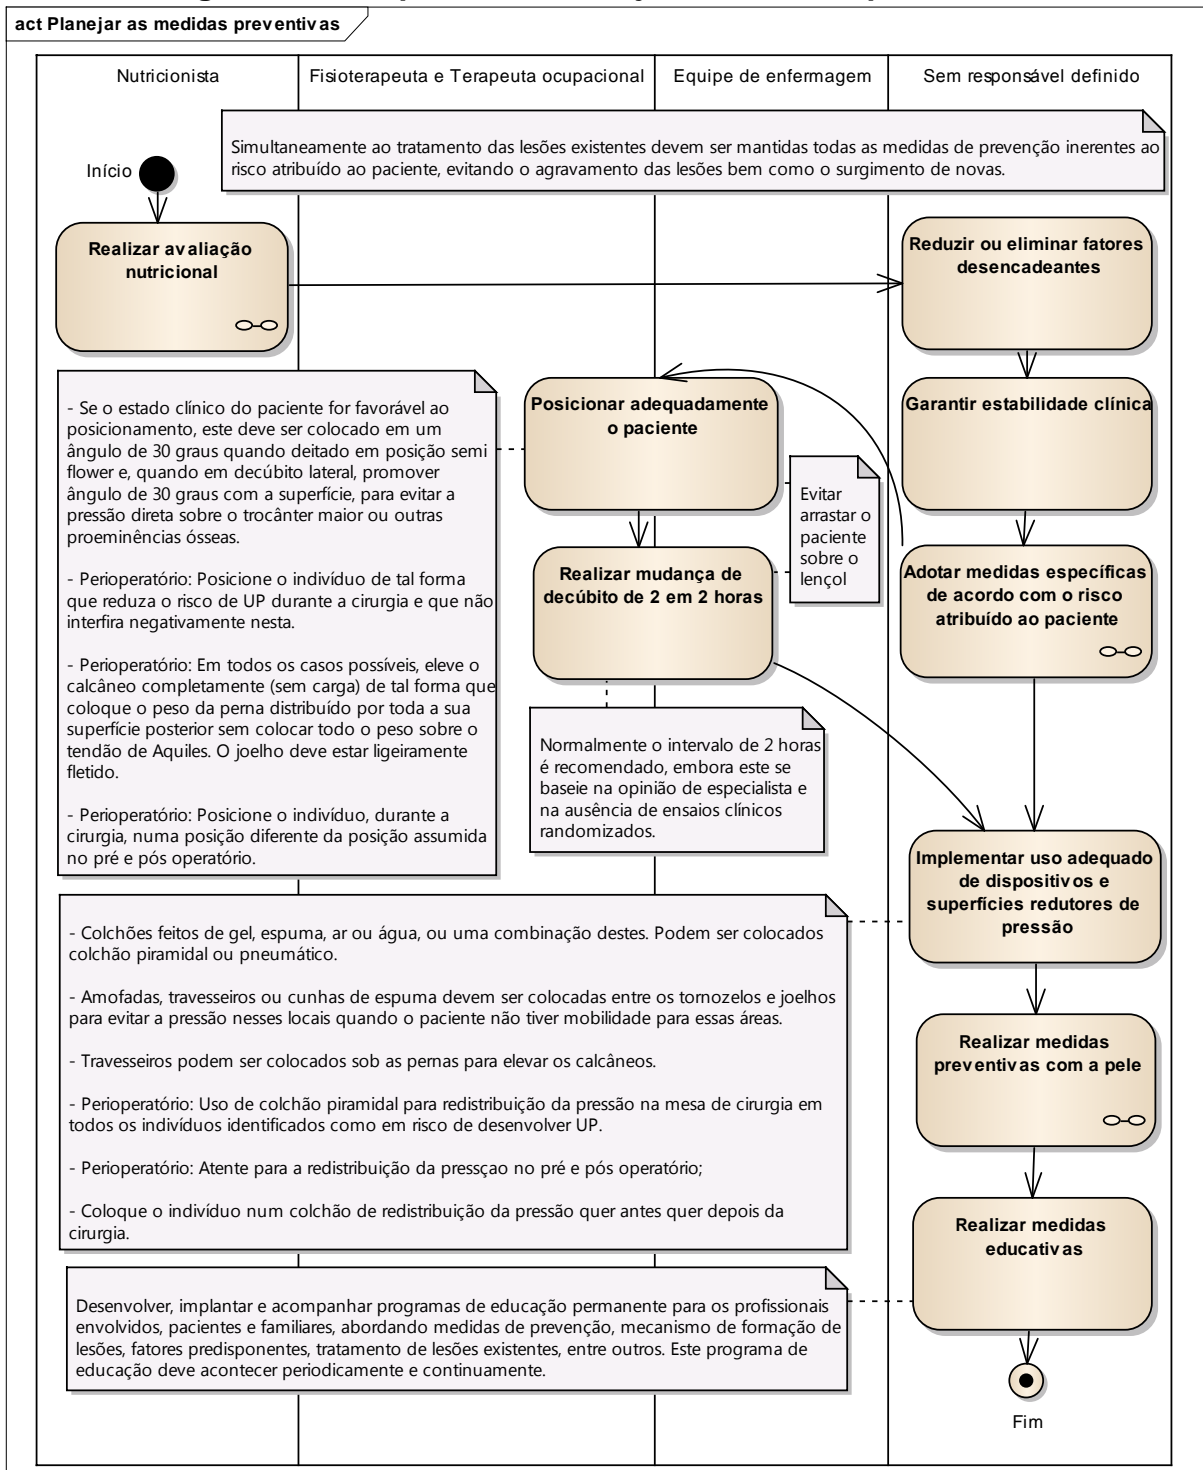 act Planejar as medidas preventivas
Nutricionista
Fisioterapeuta e Terapeuta ocupacional
Equipe de enfermagem
Sem responsável definido
Simultaneamente ao tratamento das lesões existentes devem ser mantidas todas as medidas de prevenção inerentes ao
risco atribuído ao paciente, evitando o agravamento das lesões bem como o surgimento de novas.
Início
Realizar avaliação
nutricional
Reduzir ou eliminar fatores
desencadeantes
Garantir estabilidade clínica
Adotar medidas específicas
de acordo com o risco
atribuído ao paciente
Posicionar adequadamente
o paciente
- Se o estado clínico do paciente for favorável ao
posicionamento, este deve ser colocado em um
ângulo de 30 graus quando deitado em posição semi
flower e, quando em decúbito lateral, promover
ângulo de 30 graus com a superfície, para evitar a
pressão direta sobre o trocânter maior ou outras
proeminências ósseas.
- Perioperatório: Posicione o indivíduo de tal forma
que reduza o risco de UP durante a cirurgia e que não
interfira negativamente nesta.
- Perioperatório: Em todos os casos possíveis, eleve o
calcâneo completamente (sem carga) de tal forma que
coloque o peso da perna distribuído por toda a sua
superfície posterior sem colocar todo o peso sobre o
tendão de Aquiles. O joelho deve estar ligeiramente
fletido.
- Perioperatório: Posicione o indivíduo, durante a
cirurgia, numa posição diferente da posição assumida
no pré e pós operatório.
Evitar
arrastar o
paciente
sobre o
lençol
Realizar mudança de
decúbito de 2 em 2 horas
Normalmente o intervalo de 2 horas
é recomendado, embora este se
baseie na opinião de especialista e
na ausência de ensaios clínicos
randomizados.
Implementar uso adequado
de dispositivos e
superfícies redutores de
pressão
- Colchões feitos de gel, espuma, ar ou água, ou uma combinação destes. Podem ser colocados
colchão piramidal ou pneumático.
- Amofadas, travesseiros ou cunhas de espuma devem ser colocadas entre os tornozelos e joelhos
para evitar a pressão nesses locais quando o paciente não tiver mobilidade para essas áreas.
- Travesseiros podem ser colocados sob as pernas para elevar os calcâneos.
- Perioperatório: Uso de colchão piramidal para redistribuição da pressão na mesa de cirurgia em
todos os indivíduos identificados como em risco de desenvolver UP.
- Perioperatório: Atente para a redistribuição da pressçao no pré e pós operatório;
- Coloque o indivíduo num colchão de redistribuição da pressão quer antes quer depois da
cirurgia.
Realizar medidas
preventivas com a pele
Realizar medidas
educativas
Desenvolver, implantar e acompanhar programas de educação permanente para os profissionais
envolvidos, pacientes e familiares, abordando medidas de prevenção, mecanismo de formação de
lesões, fatores predisponentes, tratamento de lesões existentes, entre outros. Este programa de
educação deve acontecer periodicamente e continuamente.
Fim